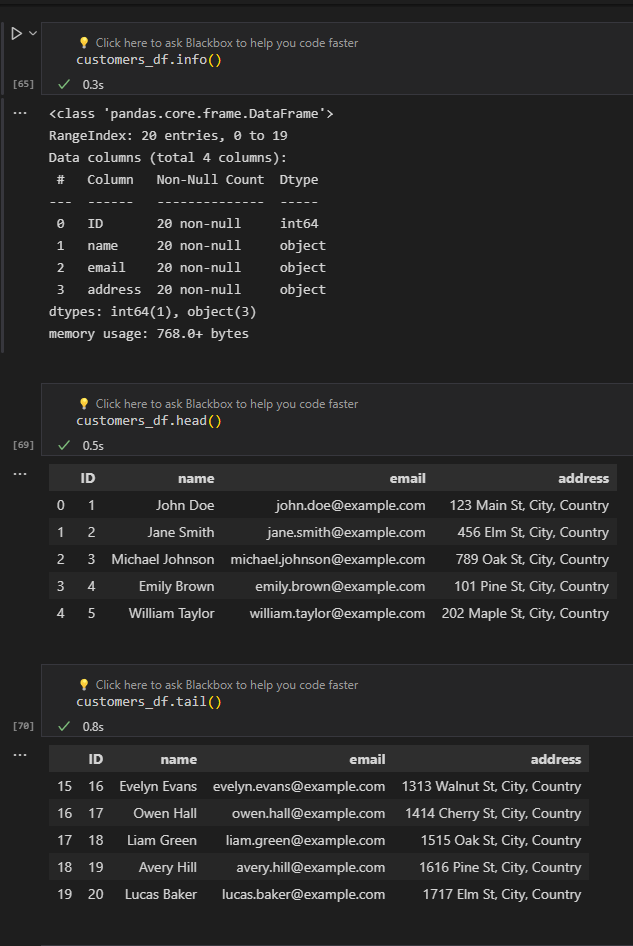 💡 Click here to ask Blackbox to help you code faster
customers_df.info()
[65] ✓ 0.3s
... <class 'pandas.core.frame.DataFrame'>
RangeIndex: 20 entries, 0 to 19
Data columns (total 4 columns):
 #   Column   Non-Null Count  Dtype
---  ------   --------------  -----
 0   ID       20 non-null     int64
 1   name     20 non-null     object
 2   email    20 non-null     object
 3   address  20 non-null     object
dtypes: int64(1), object(3)
memory usage: 768.0+ bytes
💡 Click here to ask Blackbox to help you code faster
customers_df.head()
[69] ✓ 0.5s
...
ID name email address
0 1 John Doe john.doe@example.com 123 Main St, City, Country
1 2 Jane Smith jane.smith@example.com 456 Elm St, City, Country
2 3 Michael Johnson michael.johnson@example.com 789 Oak St, City, Country
3 4 Emily Brown emily.brown@example.com 101 Pine St, City, Country
4 5 William Taylor william.taylor@example.com 202 Maple St, City, Country
💡 Click here to ask Blackbox to help you code faster
customers_df.tail()
[70] ✓ 0.8s
...
ID name email address
15 16 Evelyn Evans evelyn.evans@example.com 1313 Walnut St, City, Country
16 17 Owen Hall owen.hall@example.com 1414 Cherry St, City, Country
17 18 Liam Green liam.green@example.com 1515 Oak St, City, Country
18 19 Avery Hill avery.hill@example.com 1616 Pine St, City, Country
19 20 Lucas Baker lucas.baker@example.com 1717 Elm St, City, Country